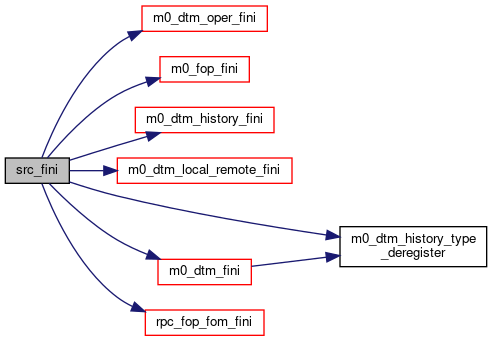 m0_dtm_oper_fini
m0_fop_fini
m0_dtm_history_fini
src_fini
m0_dtm_local_remote_fini
m0_dtm_history_type
_deregister
m0_dtm_fini
rpc_fop_fom_fini